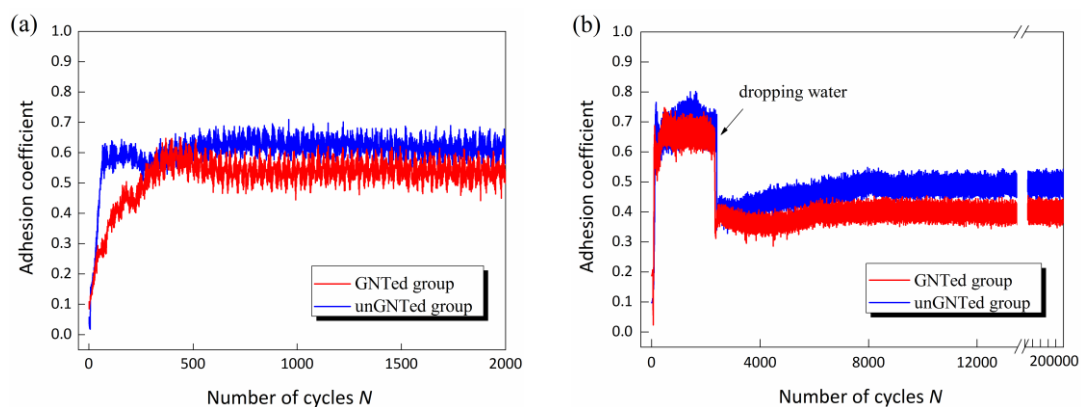 (a)
1.0
0.9
0.8
0.7
0.6
0.5
0.4
0.3
0.2
0.1
0.0
Adhesion coefficient
GNTed group
unGNTed group
0 500 1000 1500 2000
Number of cycles N
(b)
1.0
0.9
0.8
0.7
0.6
0.5
0.4
0.3
0.2
0.1
0.0
Adhesion coefficient
dropping water
GNTed group
unGNTed group
0 4000 8000 12000 200000
Number of cycles N